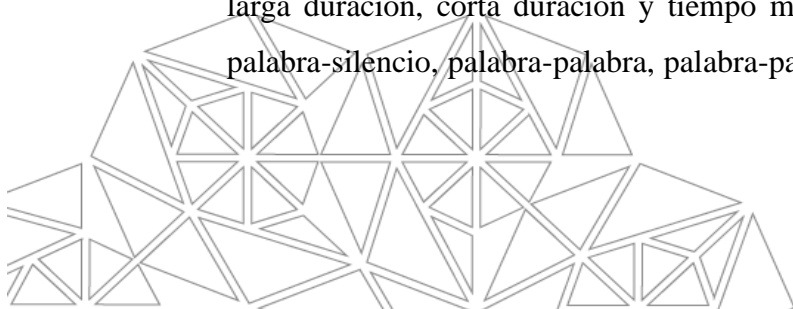 larga duración, corta duración y tiempo m
palabra-silencio, palabra-palabra, palabra-pa